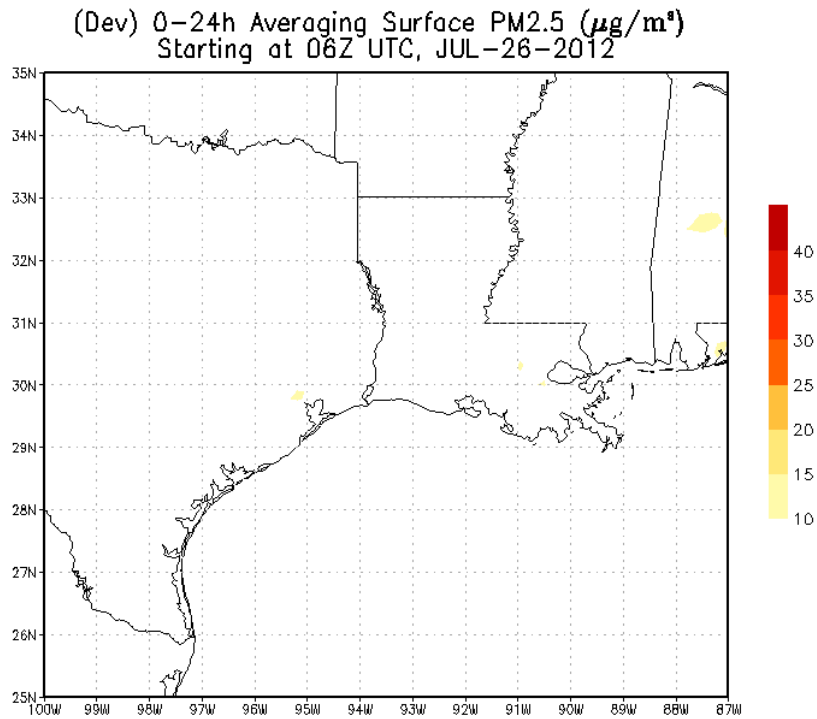 (Dev) 0-24h Averaging Surface PM2.5 (μg/m³)
Starting at 06Z UTC, JUL-26-2012
35N
34N
33N
32N
31N
30N
29N
28N
27N
26N
25N
100W 99W 98W 97W 96W 95W 94W 93W 92W 91W 90W 89W 88W 87W
40
35
30
25
20
15
10